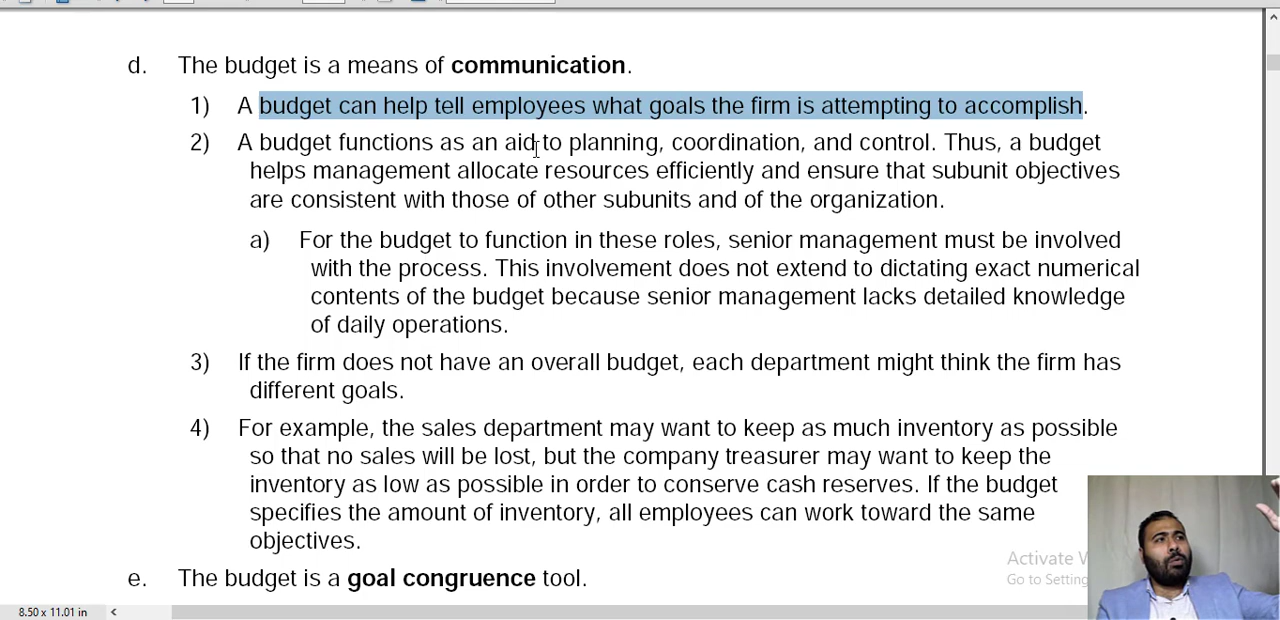 d. The budget is a means of communication.
1) A budget can help tell employees what goals the firm is attempting to accomplish.
2) A budget functions as an aid to planning, coordination, and control. Thus, a budget
helps management allocate resources efficiently and ensure that subunit objectives
are consistent with those of other subunits and of the organization.
a) For the budget to function in these roles, senior management must be involved
with the process. This involvement does not extend to dictating exact numerical
contents of the budget because senior management lacks detailed knowledge
of daily operations.
3) If the firm does not have an overall budget, each department might think the firm has
different goals.
4) For example, the sales department may want to keep as much inventory as possible
so that no sales will be lost, but the company treasurer may want to keep the
inventory as low as possible in order to conserve cash reserves. If the budget
specifies the amount of inventory, all employees can work toward the same
objectives.
Activate
Go to Setting
e. The budget is a goal congruence tool.
8.50 x 11.01 in